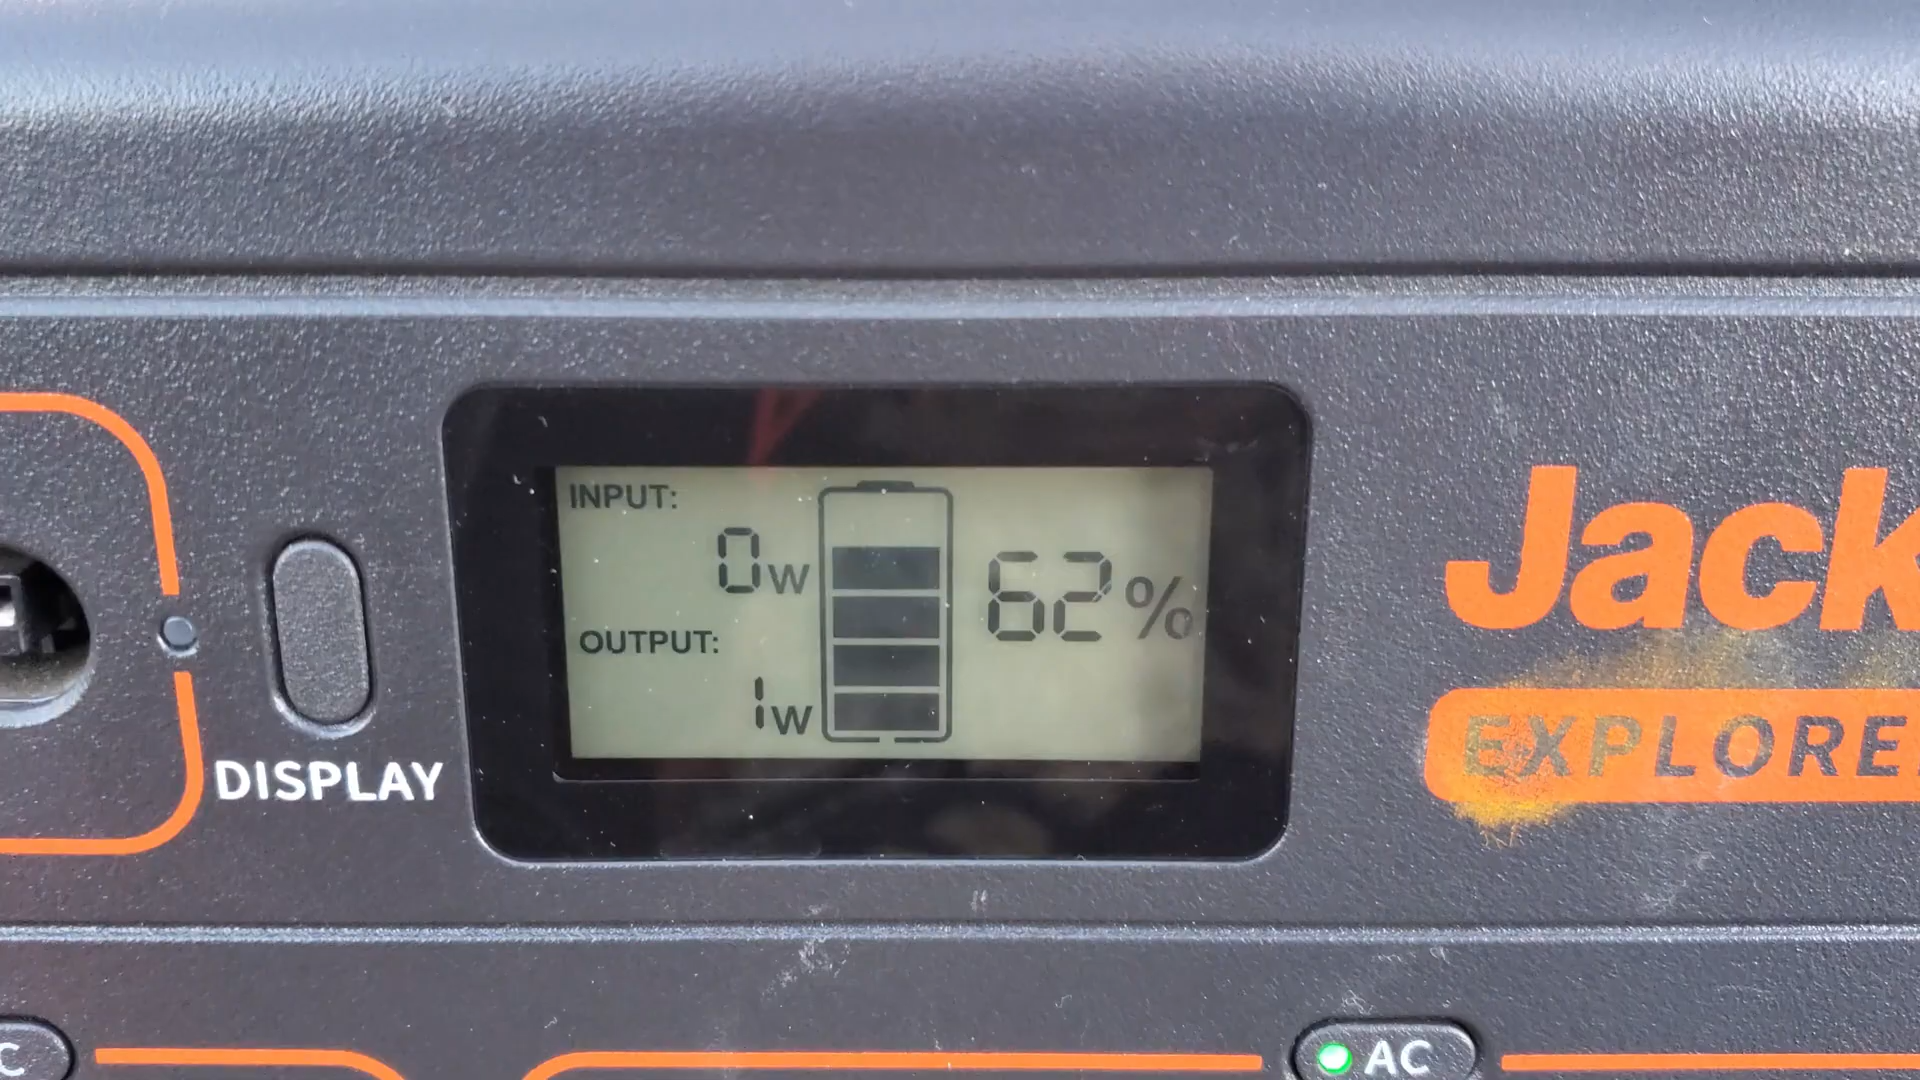 INPUT:
0W
OUTPUT:
1W
62%
DISPLAY
Jack
EXPLORE
C
AC